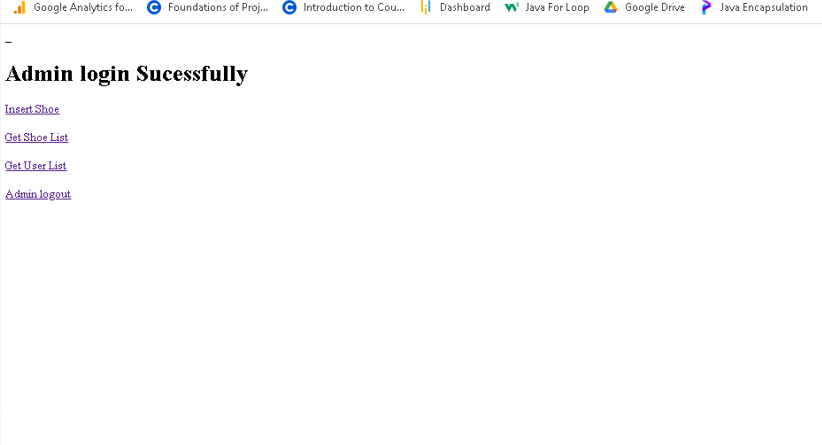 Google Analytics fo... Foundations of Proj... Introduction to Cou... Dashboard Java For Loop Google Drive Java Encapsulation
--
Admin login Sucessfully
Insert Shoe
Get Shoe List
Get User List
Admin logout